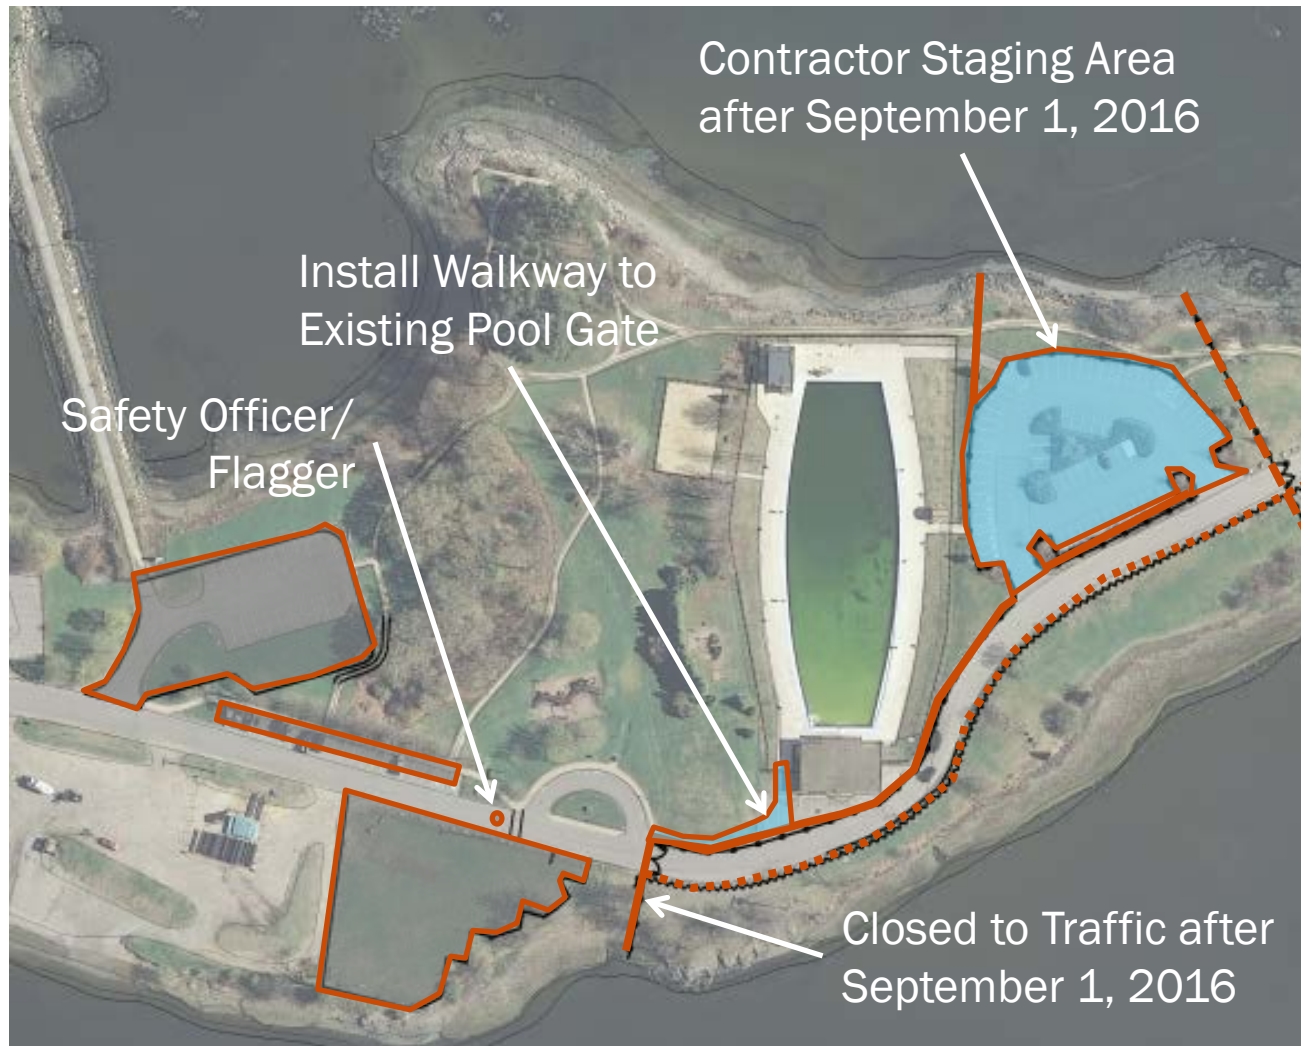 Contractor Staging Area
after September 1, 2016
Install Walkway to
Existing Pool Gate
Safety Officer/
Flagger
Closed to Traffic after
September 1, 2016